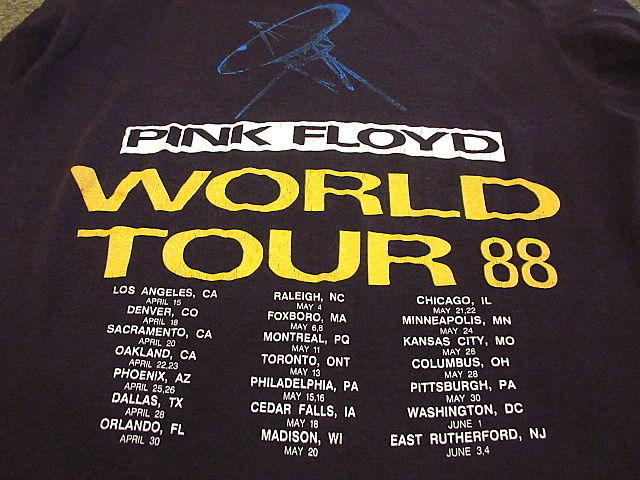 PINK FLOYD
WORLD
TOUR 88
LOS ANGELES, CA
APRIL 15
DENVER, CO
APRIL 18
SACRAMENTO, CA
APRIL 20
OAKLAND, CA
APRIL 22,23
PHOENIX, AZ
APRIL 25,26
DALLAS, TX
APRIL 28
ORLANDO, FL
APRIL 30
RALEIGH, NC
MAY 4
FOXBORO, MA
MAY 6,8
MONTREAL, PQ
MAY 11
TORONTO, ONT
MAY 13
PHILADELPHIA, PA
MAY 15,16
CEDAR FALLS, IA
MAY 18
MADISON, WI
MAY 20
CHICAGO, IL
MAY 21,22
MINNEAPOLIS, MN
MAY 24
KANSAS CITY, MO
MAY 26
COLUMBUS, OH
MAY 28
PITTSBURGH, PA
MAY 30
WASHINGTON, DC
JUNE 1
EAST RUTHERFORD, NJ
JUNE 3,4